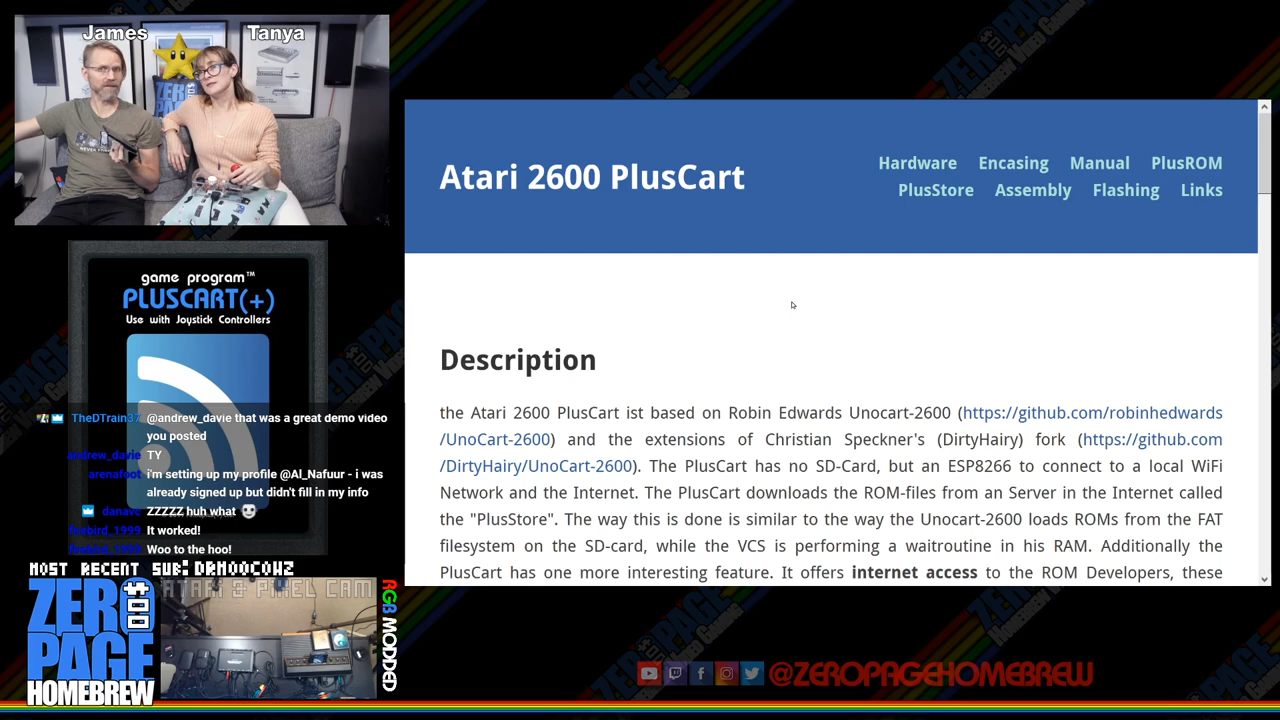 James
Tanya
game program™
PLUSCART(+)
Use with Joystick Controllers
TheDTrain37 @andrew_davie that was a great demo video
you posted
andrew_davie TY
arenafoot i'm setting up my profile @Al_Nafuur - i was
already signed up but didn't fill in my info
danave ZZZZZ huh what
firebird_1999 It worked!
firebird_1999 Woo to the hoo!
MOST RECENT SUB: DRMOOCOWZ
ATARI & PIXEL CAM
RGB MODDED
ZERO
PAGE
HOMEBREW
Atari 2600 PlusCart
Hardware Encasing Manual PlusROM
PlusStore Assembly Flashing Links
Description
the Atari 2600 PlusCart ist based on Robin Edwards Unocart-2600 (https://github.com/robinhedwards
/UnoCart-2600) and the extensions of Christian Speckner's (DirtyHairy) fork (https://github.com
/DirtyHairy/UnoCart-2600). The PlusCart has no SD-Card, but an ESP8266 to connect to a local WiFi
Network and the Internet. The PlusCart downloads the ROM-files from an Server in the Internet called
the "PlusStore". The way this is done is similar to the way the Unocart-2600 loads ROMs from the FAT
filesystem on the SD-card, while the VCS is performing a waitroutine in his RAM. Additionally the
PlusCart has one more interesting feature. It offers internet access to the ROM Developers, these
@ZEROPAGEHOMEBREW